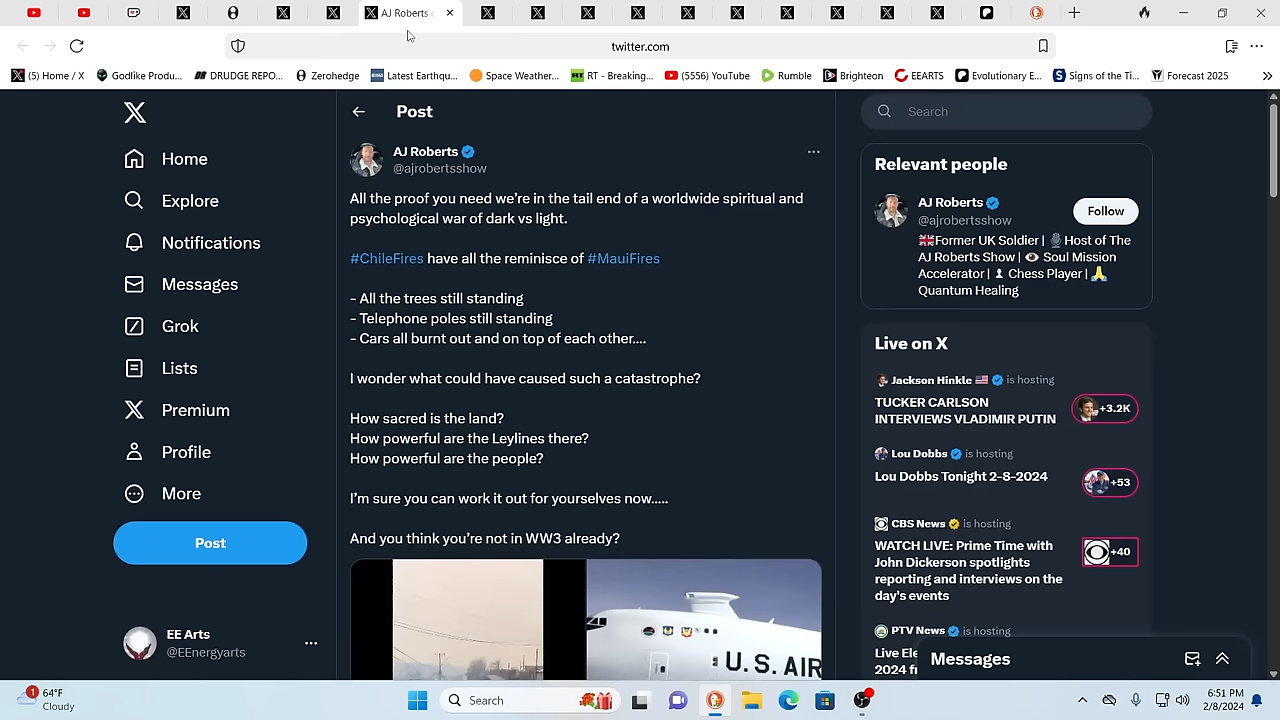 AJ Roberts
twitter.com
(5) Home / X
Godlike Produ...
DRUDGE REPO...
Zerohedge
Latest Earthqu...
Space Weather...
RT - Breaking...
(5556) YouTube
Rumble
Brighteon
EEARTS
Evolutionary E...
Signs of the Ti...
Forecast 2025
Home
Explore
Notifications
Messages
Grok
Lists
Premium
Profile
More
Post
EE Arts
@EEnergyarts
Post
AJ Roberts
@ajrobertsshow
All the proof you need we're in the tail end of a worldwide spiritual and
psychological war of dark vs light.
#ChileFires have all the reminisce of #MauiFires
- All the trees still standing
- Telephone poles still standing
- Cars all burnt out and on top of each other....
I wonder what could have caused such a catastrophe?
How sacred is the land?
How powerful are the Leylines there?
How powerful are the people?
I'm sure you can work it out for yourselves now.....
And you think you're not in WW3 already?
U.S. AIR
Search
Relevant people
AJ Roberts
@ajrobertsshow
Follow
🇬🇧Former UK Soldier | 🎙️Host of The
AJ Roberts Show | 👁️ Soul Mission
Accelerator | ♟️ Chess Player | 🙏
Quantum Healing
Live on X
Jackson Hinkle 🇺🇸 is hosting
TUCKER CARLSON
INTERVIEWS VLADIMIR PUTIN
+3.2K
Lou Dobbs is hosting
Lou Dobbs Tonight 2-8-2024
+53
CBS News is hosting
WATCH LIVE: Prime Time with
John Dickerson spotlights
reporting and interviews on the
day's events
+40
PTV News is hosting
Live Ele
2024 f
Messages
1
64°F
Cloudy
Search
6:51 PM
2/8/2024